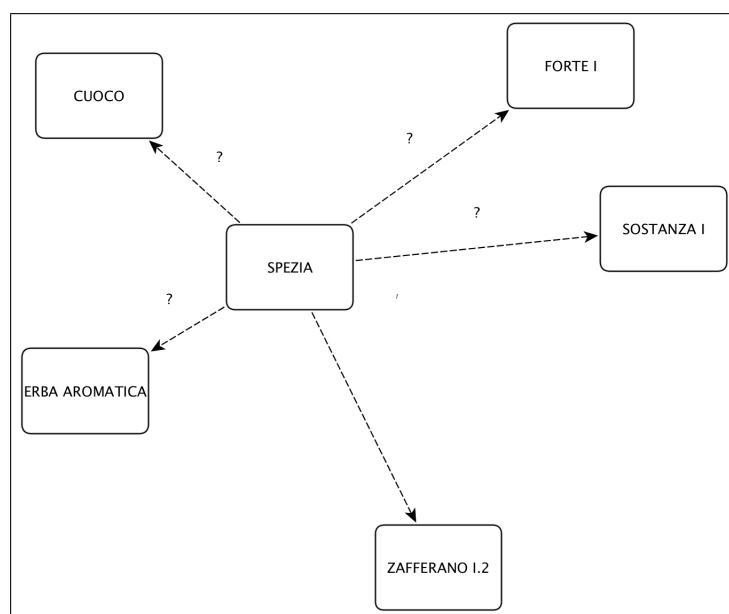 FORTE I
CUOCO
?
?
?
SOSTANZA I
SPEZIA
?
ERBA AROMATICA
ZAFFERANO I.2